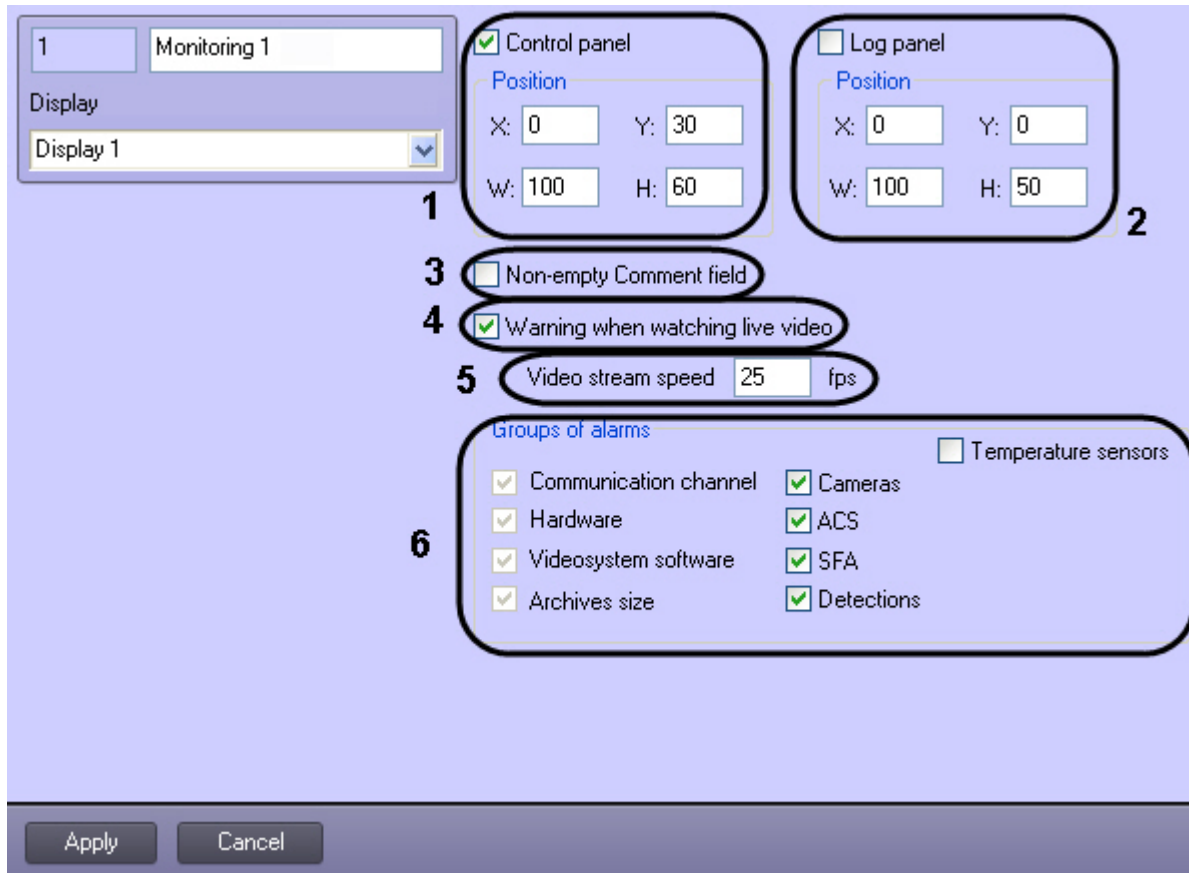 1 Monitoring 1
Display
Display 1
Control panel
Position
X: 0 Y: 30
W: 100 H: 60
1
Log panel
Position
X: 0 Y: 0
W: 100 H: 50
2
3 Non-empty Comment field
4 Warning when watching live video
5 Video stream speed 25 fps
Groups of alarms
Temperature sensors
Communication channel Cameras
Hardware ACS
6 Videosystem software SFA
Archives size Detections
Apply Cancel